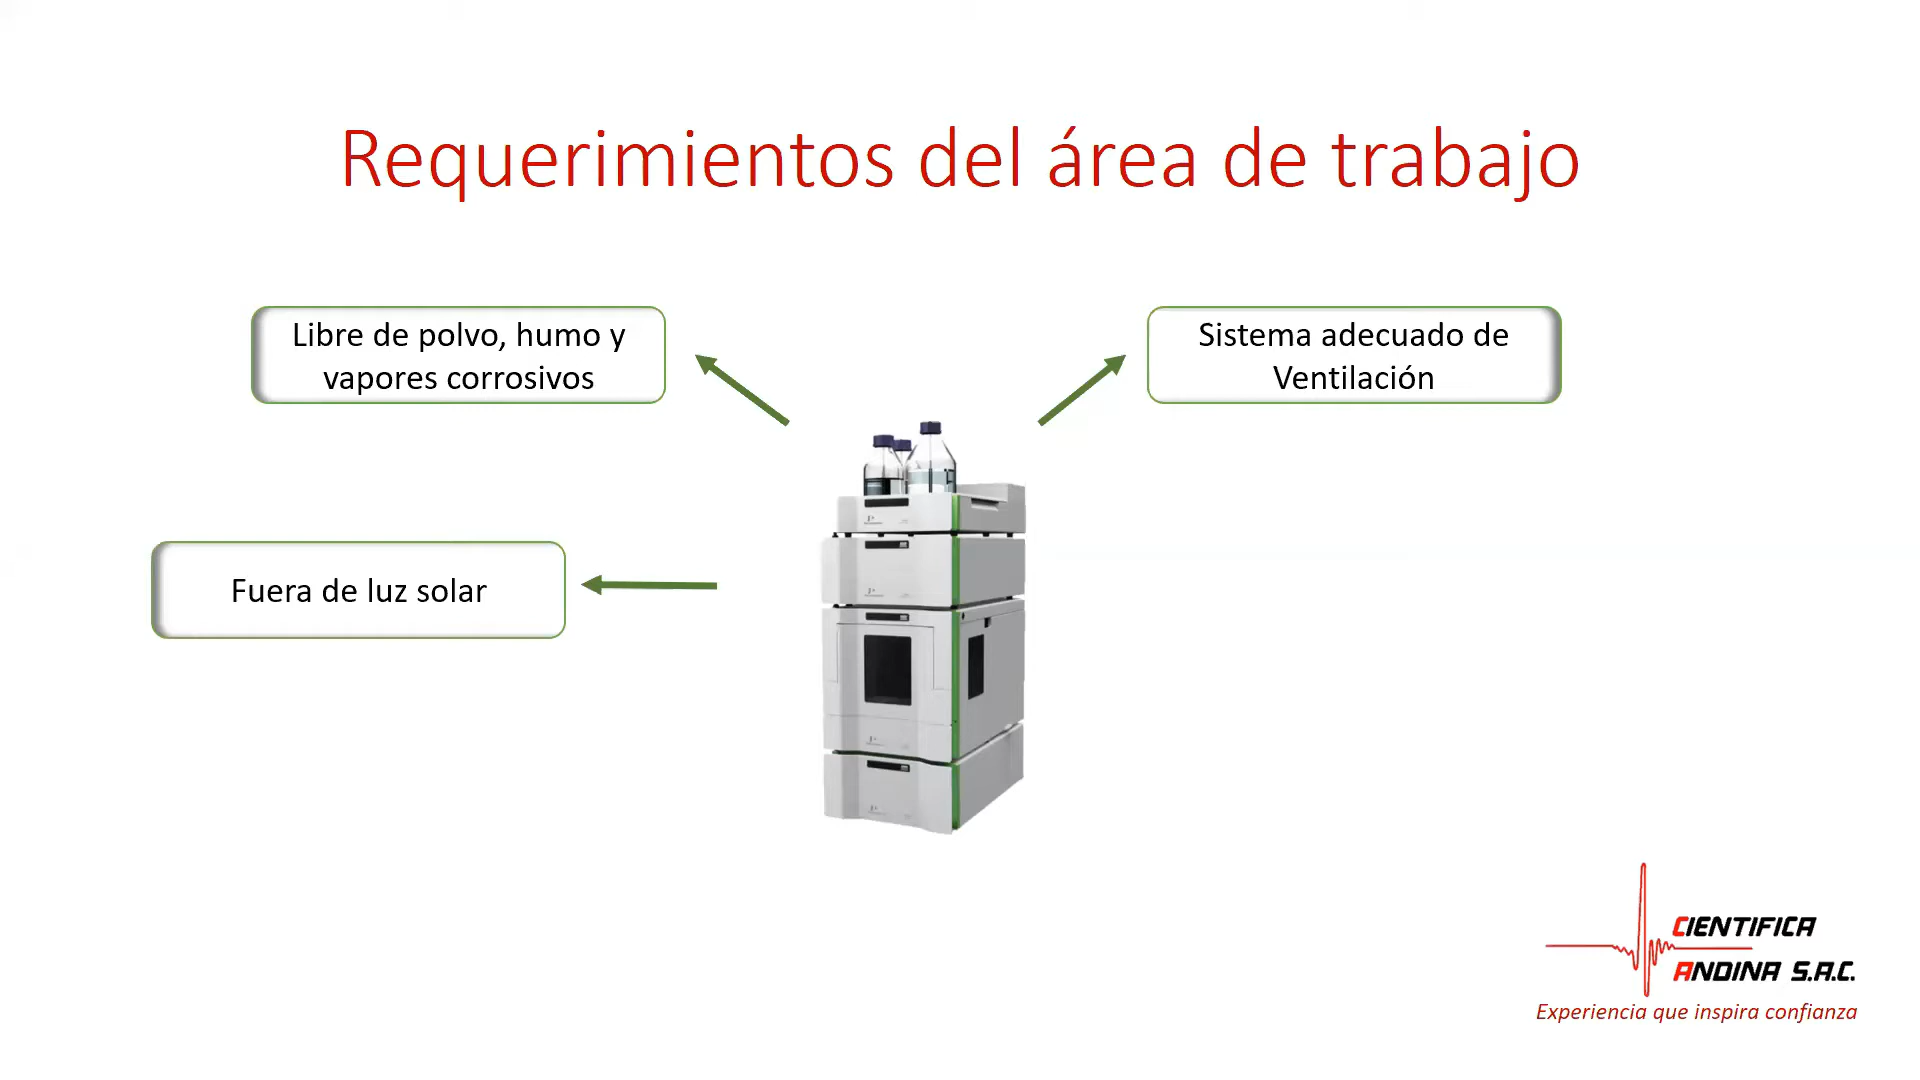 Requerimientos del área de trabajo
Libre de polvo, humo y
vapores corrosivos
Sistema adecuado de
Ventilación
Fuera de luz solar
CIENTIFICA
ANDINA S.A.C.
Experiencia que inspira confianza